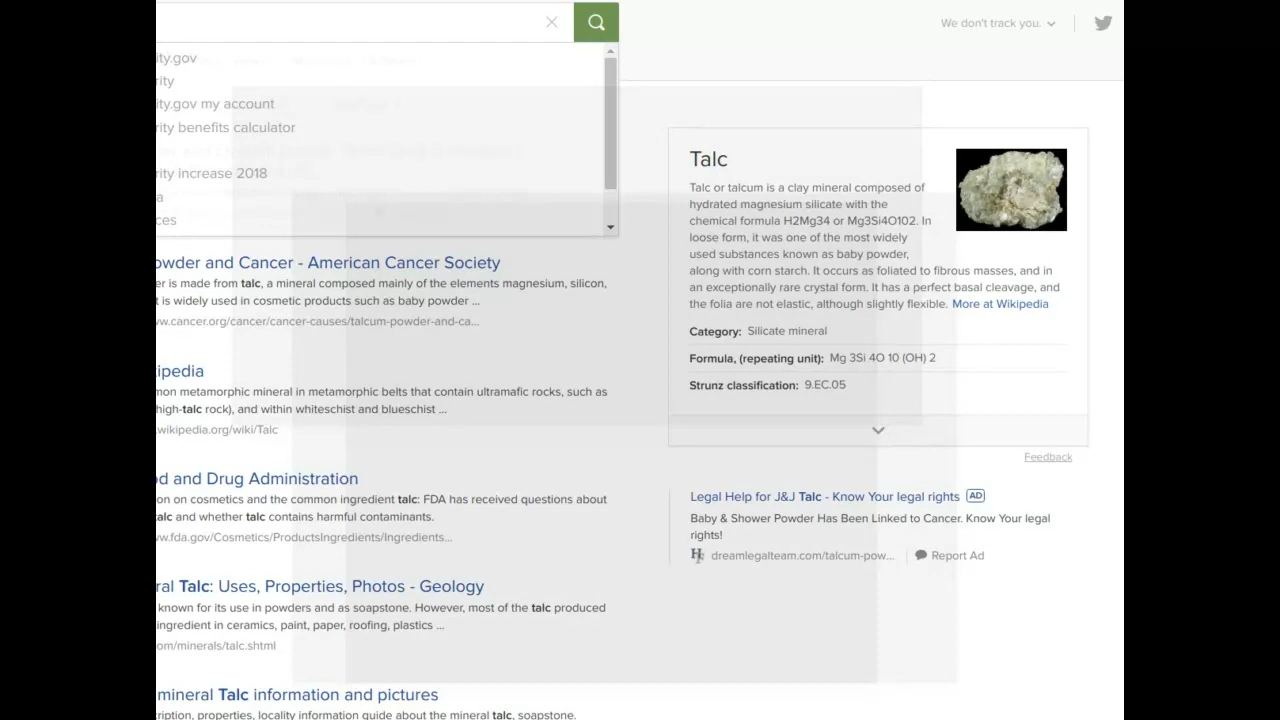 We don't track you.
ity.gov
rity
ity.gov my account
rity benefits calculator
rity increase 2018
a
ces
Talc
Talc or talcum is a clay mineral composed of
hydrated magnesium silicate with the
chemical formula H2Mg34 or Mg3Si4O102. In
loose form, it was one of the most widely
used substances known as baby powder,
along with corn starch. It occurs as foliated to fibrous masses, and in
an exceptionally rare crystal form. It has a perfect basal cleavage, and
the folia are not elastic, although slightly flexible. More at Wikipedia
Category: Silicate mineral
Formula, (repeating unit): Mg 3Si 4O 10 (OH) 2
Strunz classification: 9.EC.05
Feedback
owder and Cancer - American Cancer Society
er is made from talc, a mineral composed mainly of the elements magnesium, silicon,
t is widely used in cosmetic products such as baby powder ...
ww.cancer.org/cancer/cancer-causes/talcum-powder-and-ca...
ipedia
mon metamorphic mineral in metamorphic belts that contain ultramafic rocks, such as
high-talc rock), and within whiteschist and blueschist ...
.wikipedia.org/wiki/Talc
od and Drug Administration
on on cosmetics and the common ingredient talc: FDA has received questions about
talc and whether talc contains harmful contaminants.
ww.fda.gov/Cosmetics/ProductsIngredients/Ingredients...
ral Talc: Uses, Properties, Photos - Geology
known for its use in powders and as soapstone. However, most of the talc produced
ingredient in ceramics, paint, paper, roofing, plastics ...
om/minerals/talc.shtml
mineral Talc information and pictures
ription, properties, locality information guide about the mineral talc, soapstone.
Legal Help for J&J Talc - Know Your legal rights AD
Baby & Shower Powder Has Been Linked to Cancer. Know Your legal
rights!
dreamlegalteam.com/talcum-pow...
Report Ad